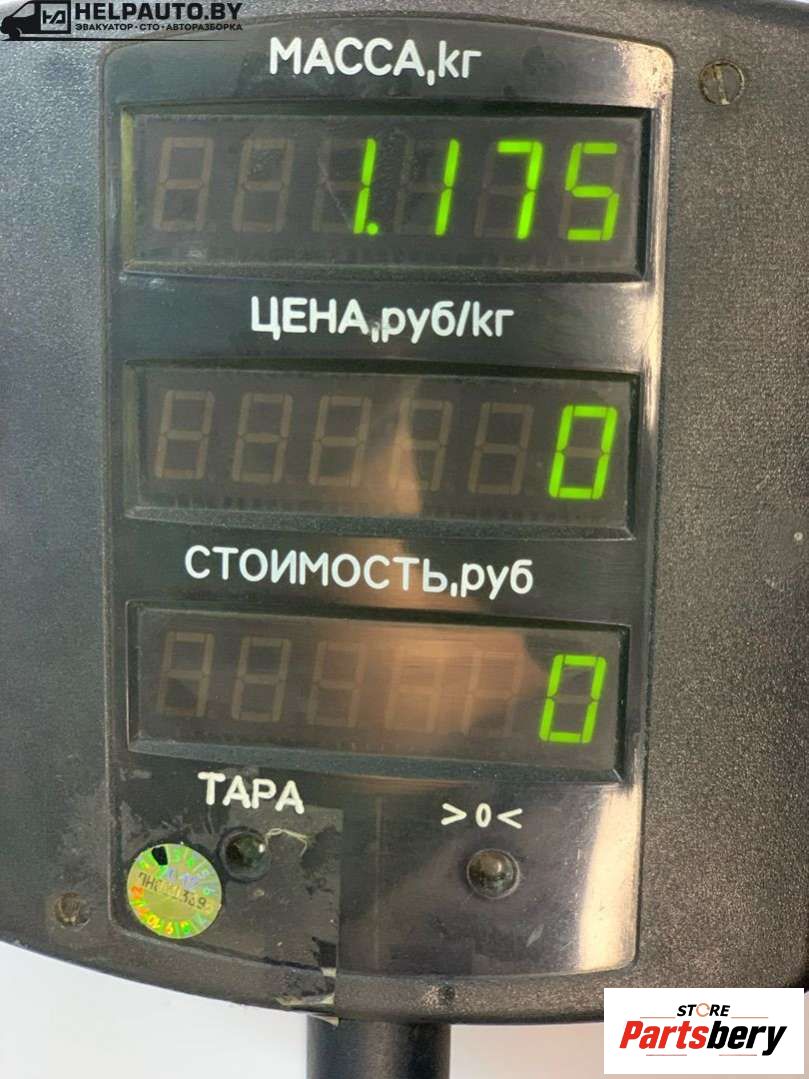 HELPAUTO.BY
ЭВАКУАТОР•СТО•АВТОРАЗБОРКА
МАССА,кг
1.175
ЦЕНА,руб/кг
0
СТОИМОСТЬ,руб
0
ТАРА
>0<
STORE
Partsbery